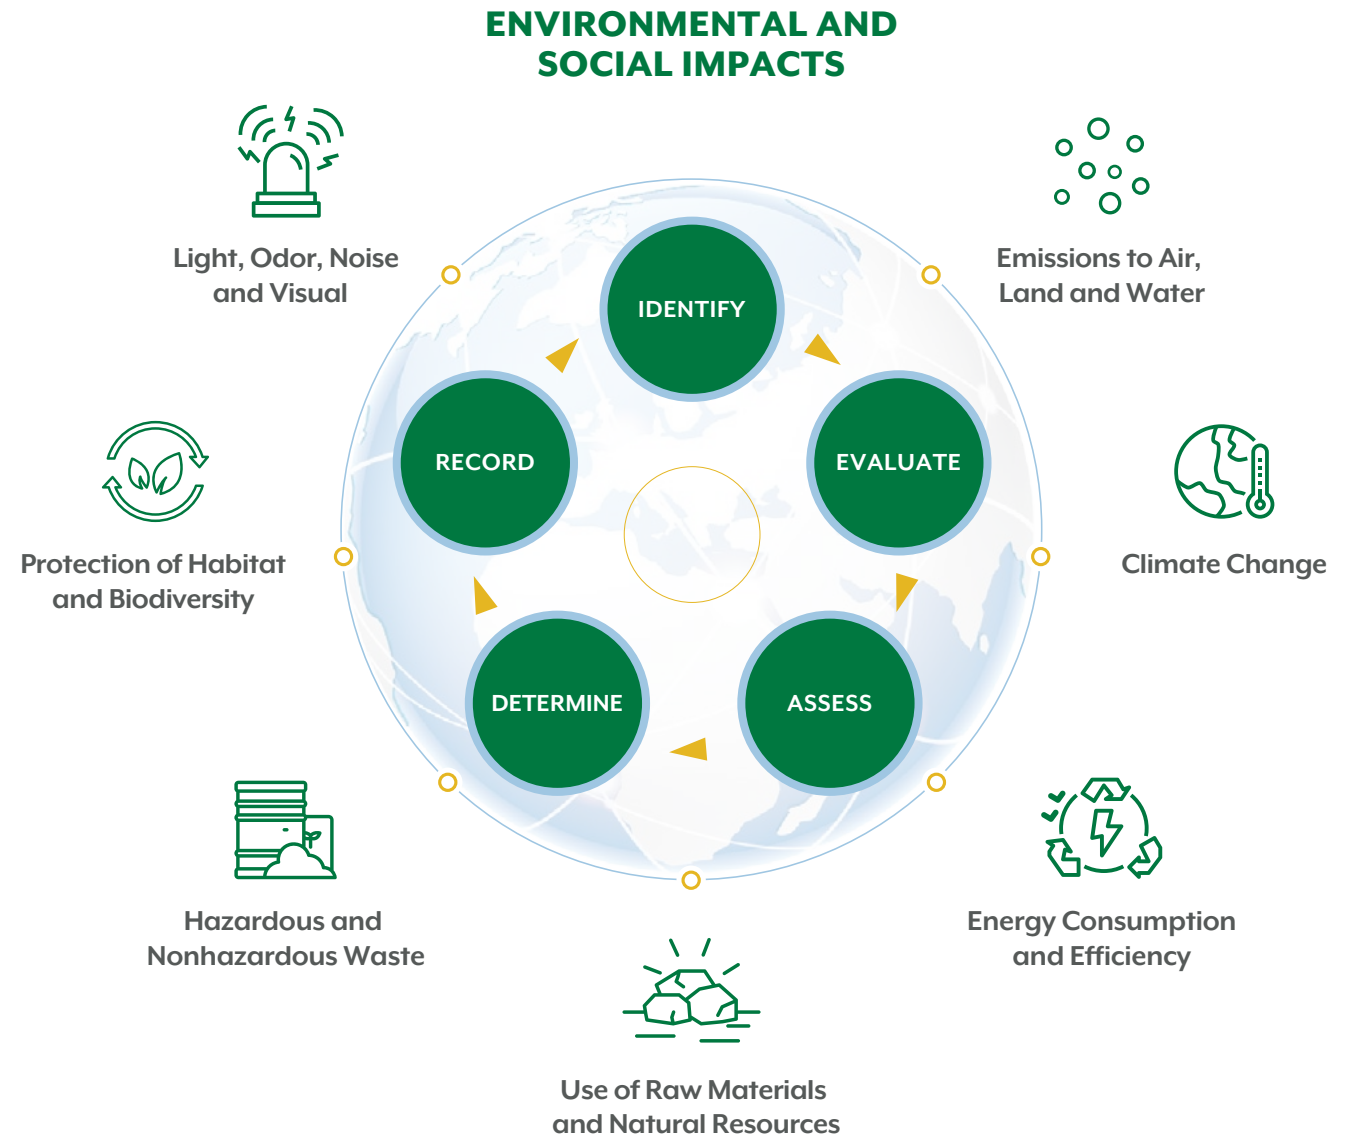 ENVIRONMENTAL AND
SOCIAL IMPACTS
Light, Odor, Noise
and Visual
Emissions to Air,
Land and Water
IDENTIFY
RECORD
EVALUATE
Protection of Habitat
and Biodiversity
Climate Change
DETERMINE
ASSESS
Hazardous and
Nonhazardous Waste
Energy Consumption
and Efficiency
Use of Raw Materials
and Natural Resources